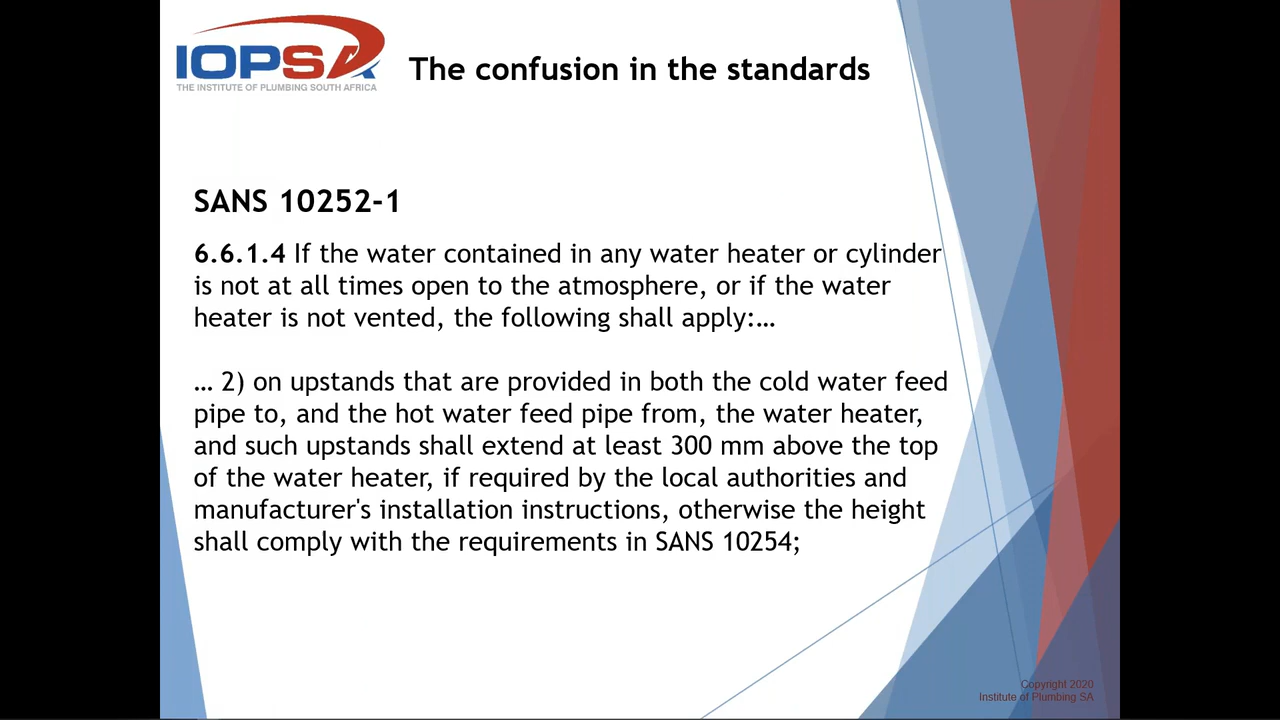 IOPSA
THE INSTITUTE OF PLUMBING SOUTH AFRICA
The confusion in the standards
SANS 10252-1
6.6.1.4 If the water contained in any water heater or cylinder
is not at all times open to the atmosphere, or if the water
heater is not vented, the following shall apply:…
… 2) on upstands that are provided in both the cold water feed
pipe to, and the hot water feed pipe from, the water heater,
and such upstands shall extend at least 300 mm above the top
of the water heater, if required by the local authorities and
manufacturer's installation instructions, otherwise the height
shall comply with the requirements in SANS 10254;
Copyright 2020
Institute of Plumbing SA